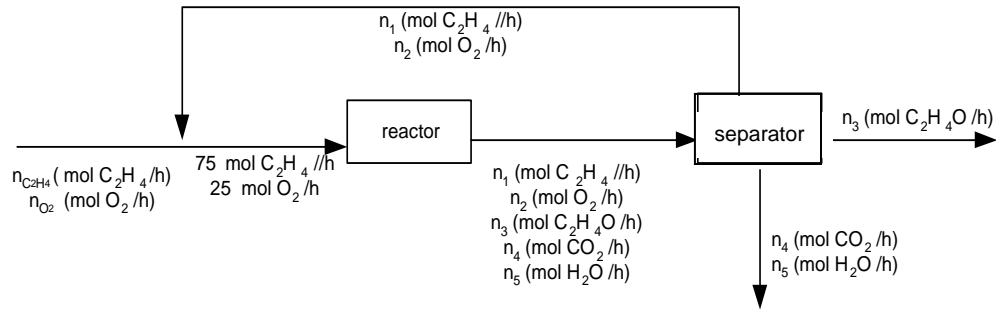 n₁ (mol C₂H₄ //h)
n₂ (mol O₂ /h)
reactor
separator
n₃ (mol C₂H₄O /h)
75 mol C₂H₄ //h
25 mol O₂ /h
n_C2H4 ( mol C₂H₄ /h)
n_O2 (mol O₂ /h)
n₁ (mol C₂H₄ //h)
n₂ (mol O₂ /h)
n₃ (mol C₂H₄O /h)
n₄ (mol CO₂ /h)
n₅ (mol H₂O /h)
n₄ (mol CO₂ /h)
n₅ (mol H₂O /h)